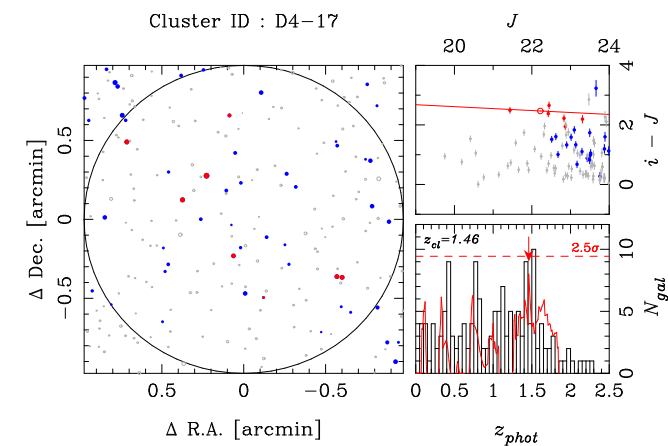 Cluster ID : D4-17
J
20 22 24
0.5
0
−0.5
Δ Dec. [arcmin]
0.5 0 −0.5
Δ R.A. [arcmin]
4
2
0
i − J
z_cl=1.46
2.5σ
10
5
0
N_gal
0 0.5 1 1.5 2 2.5
z_phot